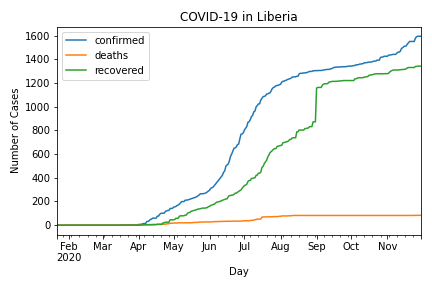 COVID-19 in Liberia
confirmed
deaths
recovered
Number of Cases
1600
1400
1200
1000
800
600
400
200
0
Feb Mar Apr May Jun Jul Aug Sep Oct Nov
2020
Day